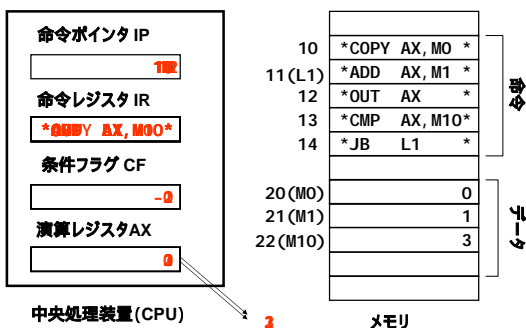 命令ポインタ IP
命令レジスタ IR
条件フラグ CF
演算レジスタAX
中央処理装置(CPU)
10 *COPY AX,M0 *
11(L1) *ADD AX,M1 *
12 *OUT AX *
13 *CMP AX,M10*
14 *JB L1 *
命令
20(M0) 0
21(M1) 1
22(M10) 3
データ
メモリ